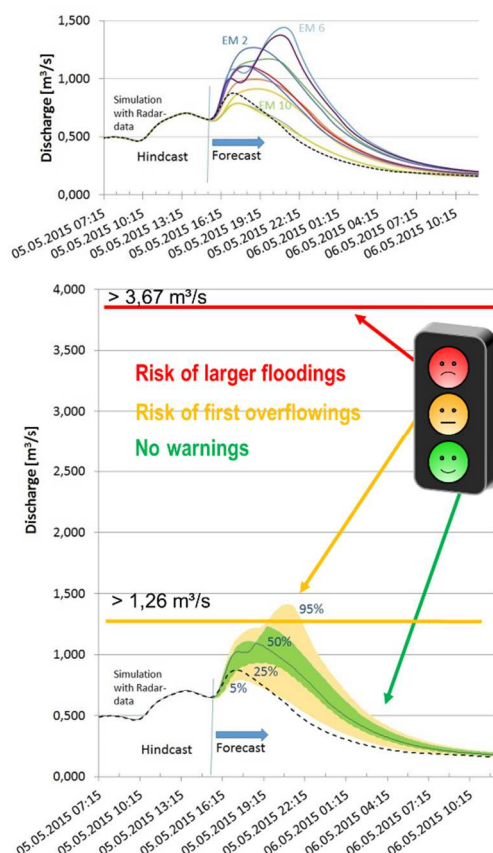 Discharge [m³/s]
1,500
1,000
0,500
0,000
EM 2
EM 6
EM 10
Simulation
with Radar-
data
Hindcast
Forecast
05.05.2015 07:15
05.05.2015 10:15
05.05.2015 13:15
05.05.2015 16:15
05.05.2015 19:15
05.05.2015 22:15
06.05.2015 01:15
06.05.2015 04:15
06.05.2015 07:15
06.05.2015 10:15
Discharge [m³/s]
4,000
3,500
3,000
2,500
2,000
1,500
1,000
0,500
0,000
> 3,67 m³/s
Risk of larger floodings
Risk of first overflowings
No warnings
> 1,26 m³/s
95%
50%
25%
5%
Simulation
with Radar-
data
Hindcast
Forecast
05.05.2015 07:15
05.05.2015 10:15
05.05.2015 13:15
05.05.2015 16:15
05.05.2015 19:15
05.05.2015 22:15
06.05.2015 01:15
06.05.2015 04:15
06.05.2015 07:15
06.05.2015 10:15